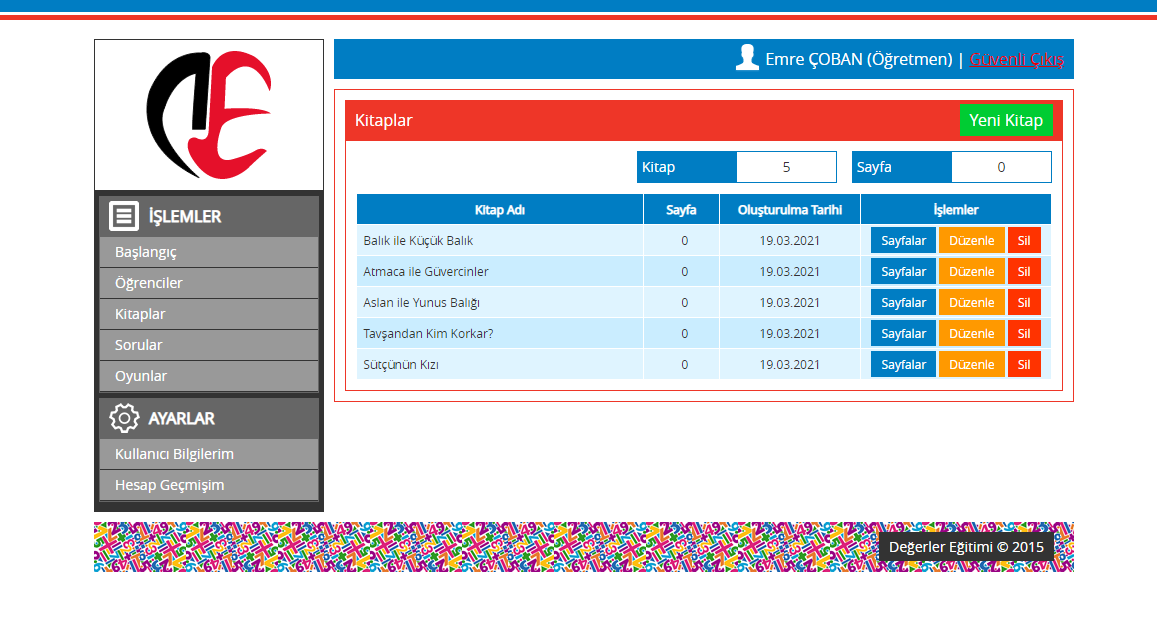 Emre ÇOBAN (Öğretmen) | Güvenli Çıkış
Kitaplar Yeni Kitap
Kitap 5 Sayfa 0
Kitap Adı Sayfa Oluşturulma Tarihi İşlemler
Balık ile Küçük Balık 0 19.03.2021 Sayfalar Düzenle Sil
Atmaca ile Güvercinler 0 19.03.2021 Sayfalar Düzenle Sil
Aslan ile Yunus Balığı 0 19.03.2021 Sayfalar Düzenle Sil
Tavşandan Kim Korkar? 0 19.03.2021 Sayfalar Düzenle Sil
Sütçünün Kızı 0 19.03.2021 Sayfalar Düzenle Sil
İŞLEMLER
Başlangıç
Öğrenciler
Kitaplar
Sorular
Oyunlar
AYARLAR
Kullanıcı Bilgilerim
Hesap Geçmişim
Değerler Eğitimi © 2015